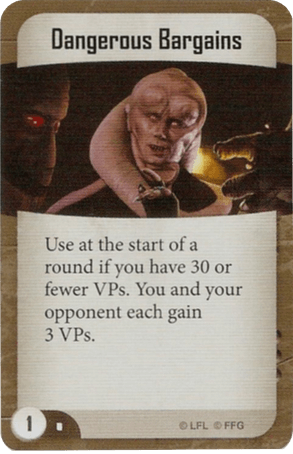 Dangerous Bargains
Use at the start of a
round if you have 30 or
fewer VPs. You and your
opponent each gain
3 VPs.
1
© LFL © FFG